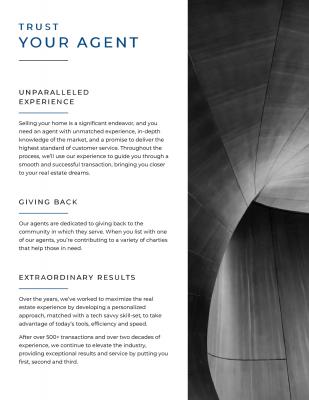 TRUST
YOUR AGENT
UNPARALLELED
EXPERIENCE
Selling your home is a significant endeavor, and you
need an agent with unmatched experience, in-depth
knowledge of the market, and a promise to deliver the
highest standard of customer service. Throughout the
process, we'll use our experience to guide you through a
smooth and successful transaction, bringing you closer
to your real estate dreams.
GIVING BACK
Our agents are dedicated to giving back to the
community in which they serve. When you list with one
of our agents, you're contributing to a variety of charties
that help those in need.
EXTRAORDINARY RESULTS
Over the years, we've worked to maximize the real
estate experience by developing a personalized
approach, matched with a tech savvy skill-set, to take
advantage of today's tools, efficiency and speed.
After over 500+ transactions and over two decades of
experience, we continue to elevate the industry,
providing exceptional results and service by putting you
first, second and third.